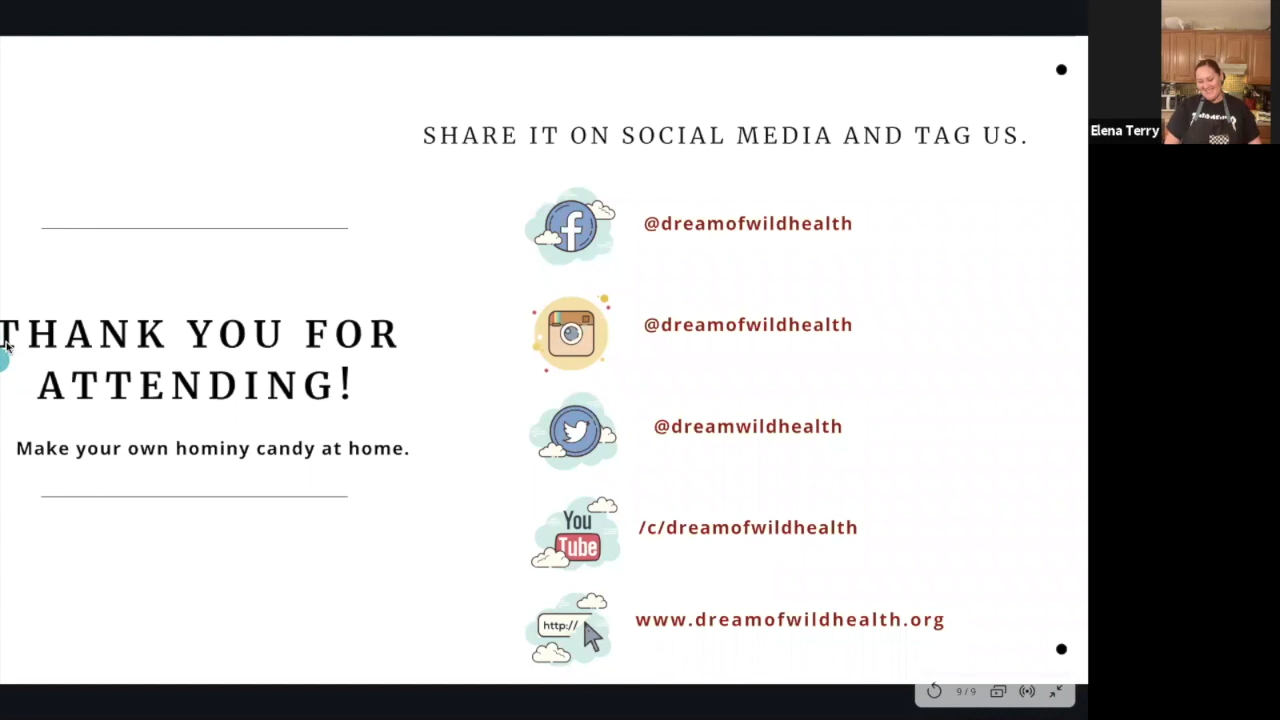 SHARE IT ON SOCIAL MEDIA AND TAG US.
@dreamofwildhealth
@dreamofwildhealth
@dreamwildhealth
You
Tube
/c/dreamofwildhealth
http://
www.dreamofwildhealth.org
THANK YOU FOR
ATTENDING!
Make your own hominy candy at home.
Elena Terry
9/9